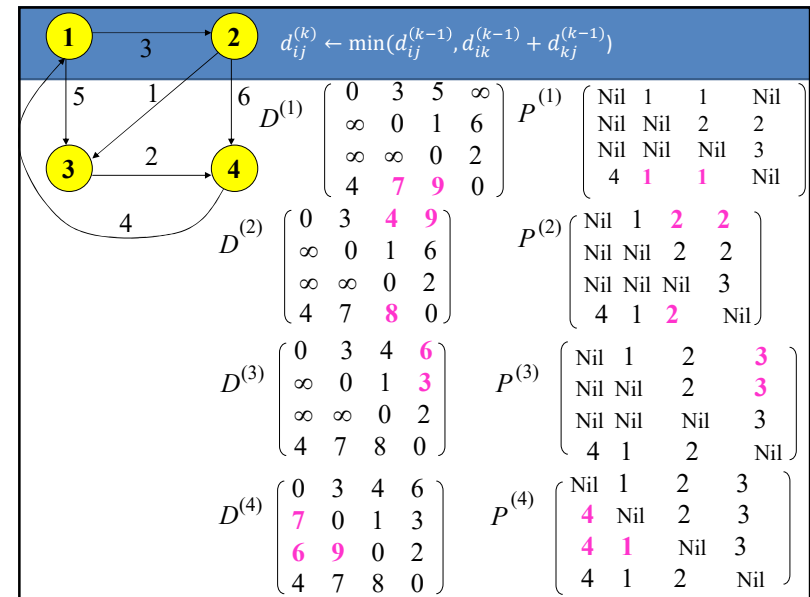 1 3 2
d_{ij}^{(k)} ← min(d_{ij}^{(k-1)}, d_{ik}^{(k-1)} + d_{kj}^{(k-1)})
5 1 6
3 2 4
4
D^{(1)}
0 3 5 ∞
∞ 0 1 6
∞ ∞ 0 2
4 7 9 0
P^{(1)}
Nil 1 1 Nil
Nil Nil 2 2
Nil Nil Nil 3
4 1 1 Nil
D^{(2)}
0 3 4 9
∞ 0 1 6
∞ ∞ 0 2
4 7 8 0
P^{(2)}
Nil 1 2 2
Nil Nil 2 2
Nil Nil Nil 3
4 1 2 Nil
D^{(3)}
0 3 4 6
∞ 0 1 3
∞ ∞ 0 2
4 7 8 0
P^{(3)}
Nil 1 2 3
Nil Nil 2 3
Nil Nil Nil 3
4 1 2 Nil
D^{(4)}
0 3 4 6
7 0 1 3
6 9 0 2
4 7 8 0
P^{(4)}
Nil 1 2 3
4 Nil 2 3
4 1 Nil 3
4 1 2 Nil